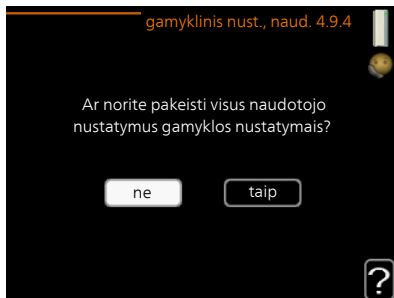 gamyklinis nust., naud. 4.9.4
Ar norite pakeisti visus naudotojo
nustatymus gamyklos nustatymais?
ne
taip
?